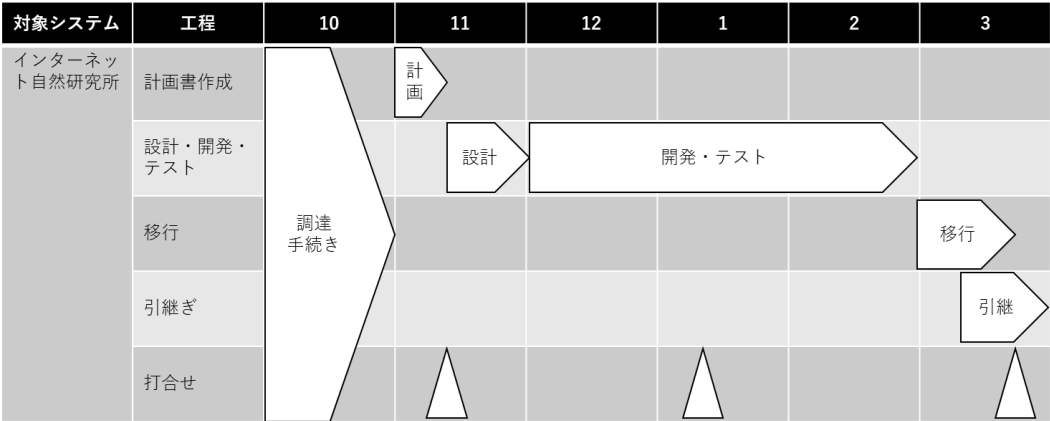 対象システム 工程 10 11 12 1 2 3
インターネッ
ト自然研究所
計画書作成
計
画
設計・開発・
テスト
設計
開発・テスト
調達
手続き
移行
移行
引継ぎ
引継
打合せ